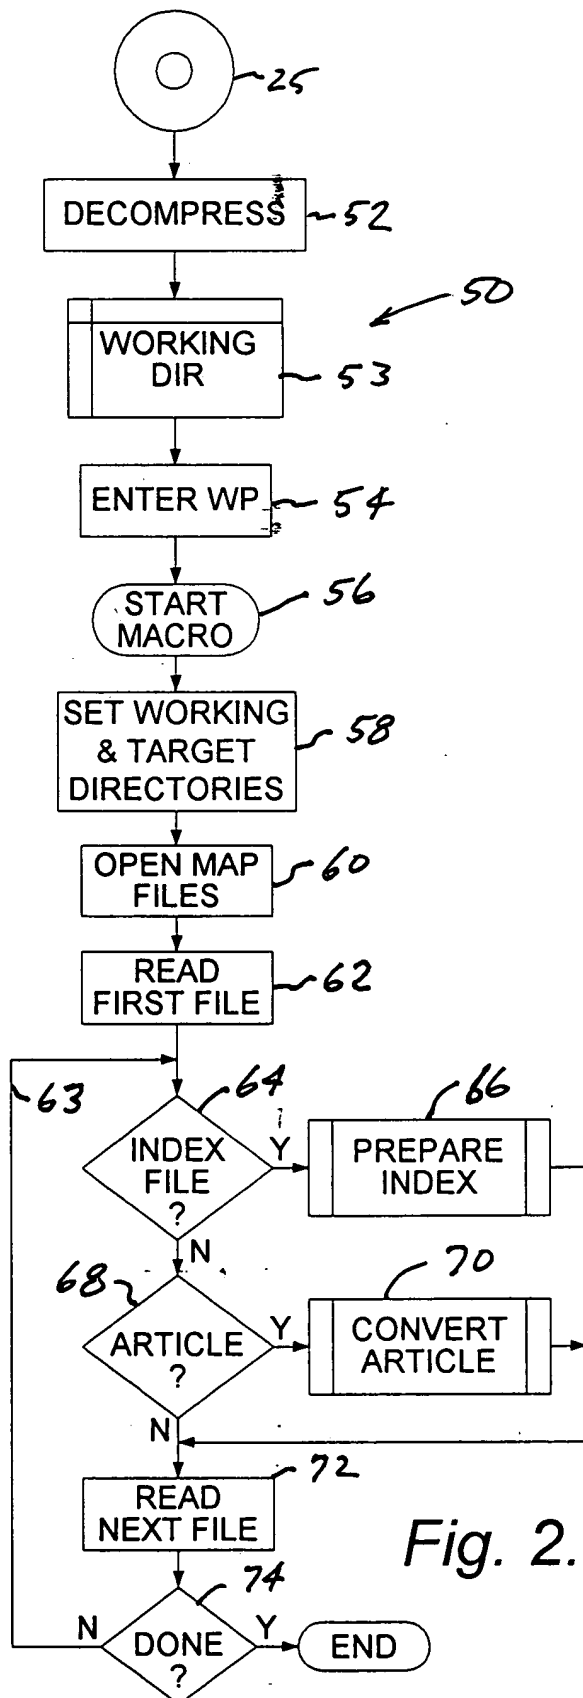 25
DECOMPRESS 52
50
WORKING
DIR 53
ENTER WP 54
START
MACRO 56
SET WORKING
& TARGET
DIRECTORIES 58
OPEN MAP
FILES 60
READ
FIRST FILE 62
63
64
66
INDEX
FILE
?
Y
PREPARE
INDEX
N
68
70
ARTICLE
?
Y
CONVERT
ARTICLE
N
72
READ
NEXT FILE
Fig. 2.
74
N
DONE
?
Y
END